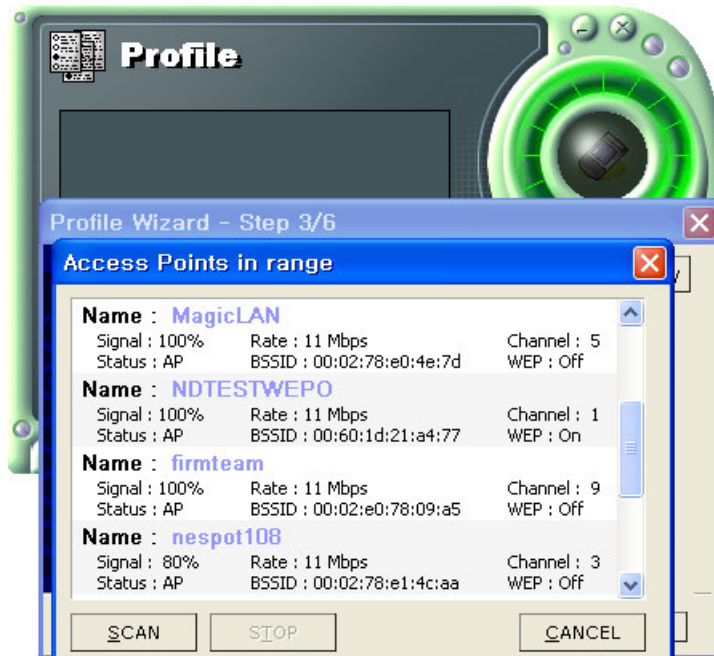 Profile
Profile Wizard - Step 3/6
Access Points in range
Name : MagicLAN
Signal : 100% Rate : 11 Mbps Channel : 5
Status : AP BSSID : 00:02:78:e0:4e:7d WEP : Off
Name : NDTESTWEPO
Signal : 100% Rate : 11 Mbps Channel : 1
Status : AP BSSID : 00:60:1d:21:a4:77 WEP : On
Name : firmteam
Signal : 100% Rate : 11 Mbps Channel : 9
Status : AP BSSID : 00:02:e0:78:09:a5 WEP : Off
Name : nespot108
Signal : 80% Rate : 11 Mbps Channel : 3
Status : AP BSSID : 00:02:78:e1:4c:aa WEP : Off
SCAN STOP CANCEL